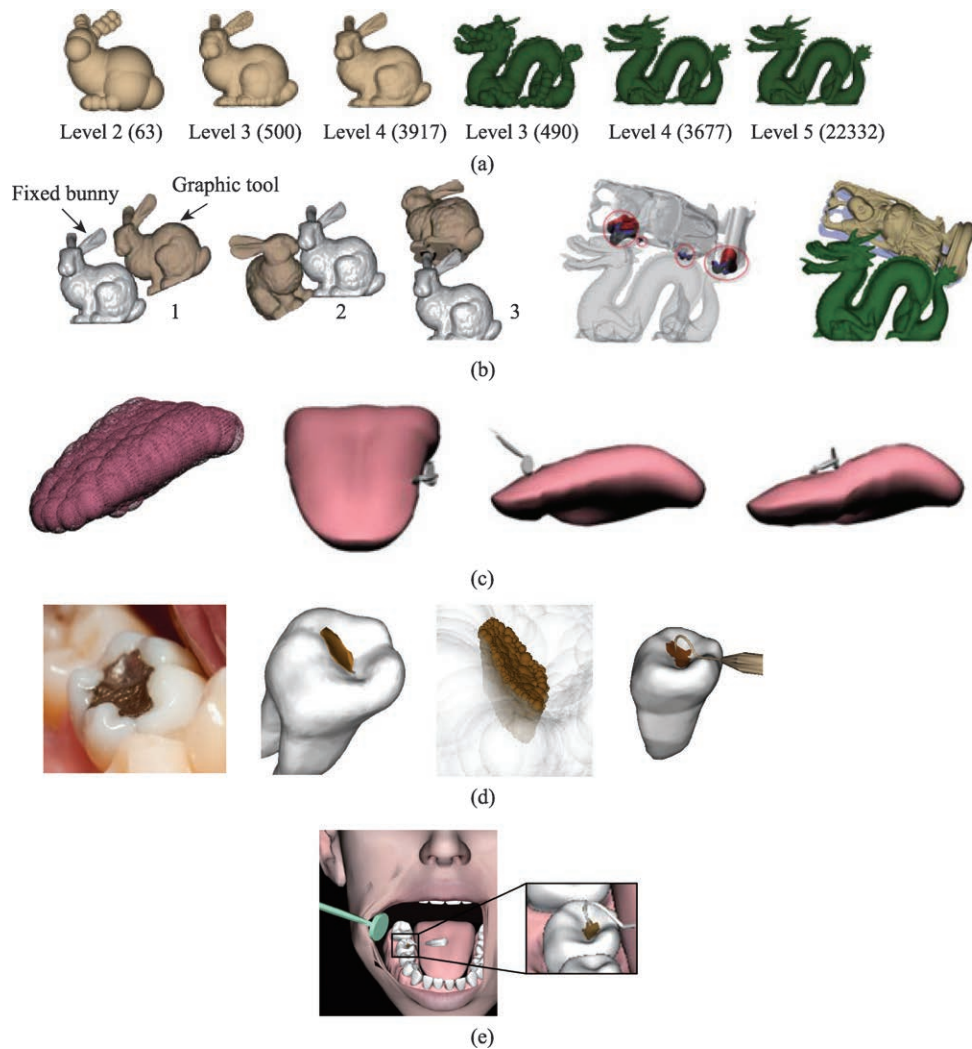 Level 2 (63) Level 3 (500) Level 4 (3917) Level 3 (490) Level 4 (3677) Level 5 (22332)
(a)
Fixed bunny Graphic tool
1 2 3
(b)
(c)
(d)
(e)